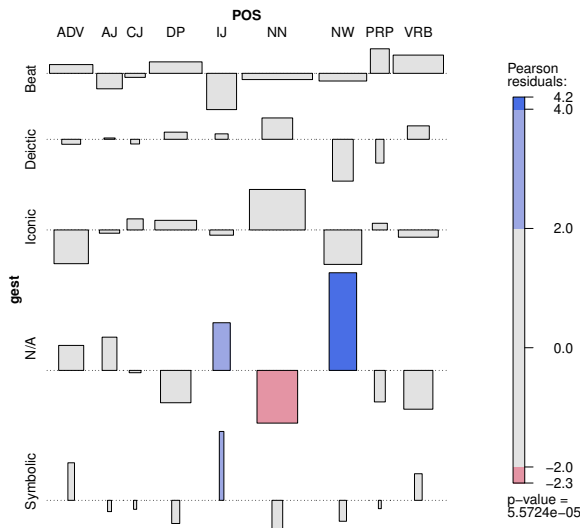 POS
ADV AJ CJ DP IJ NN NW PRP VRB
gest
Beat
Deictic
Iconic
N/A
Symbolic
Pearson
residuals:
4.2
4.0
2.0
0.0
−2.0
−2.3
p-value =
5.5724e-05